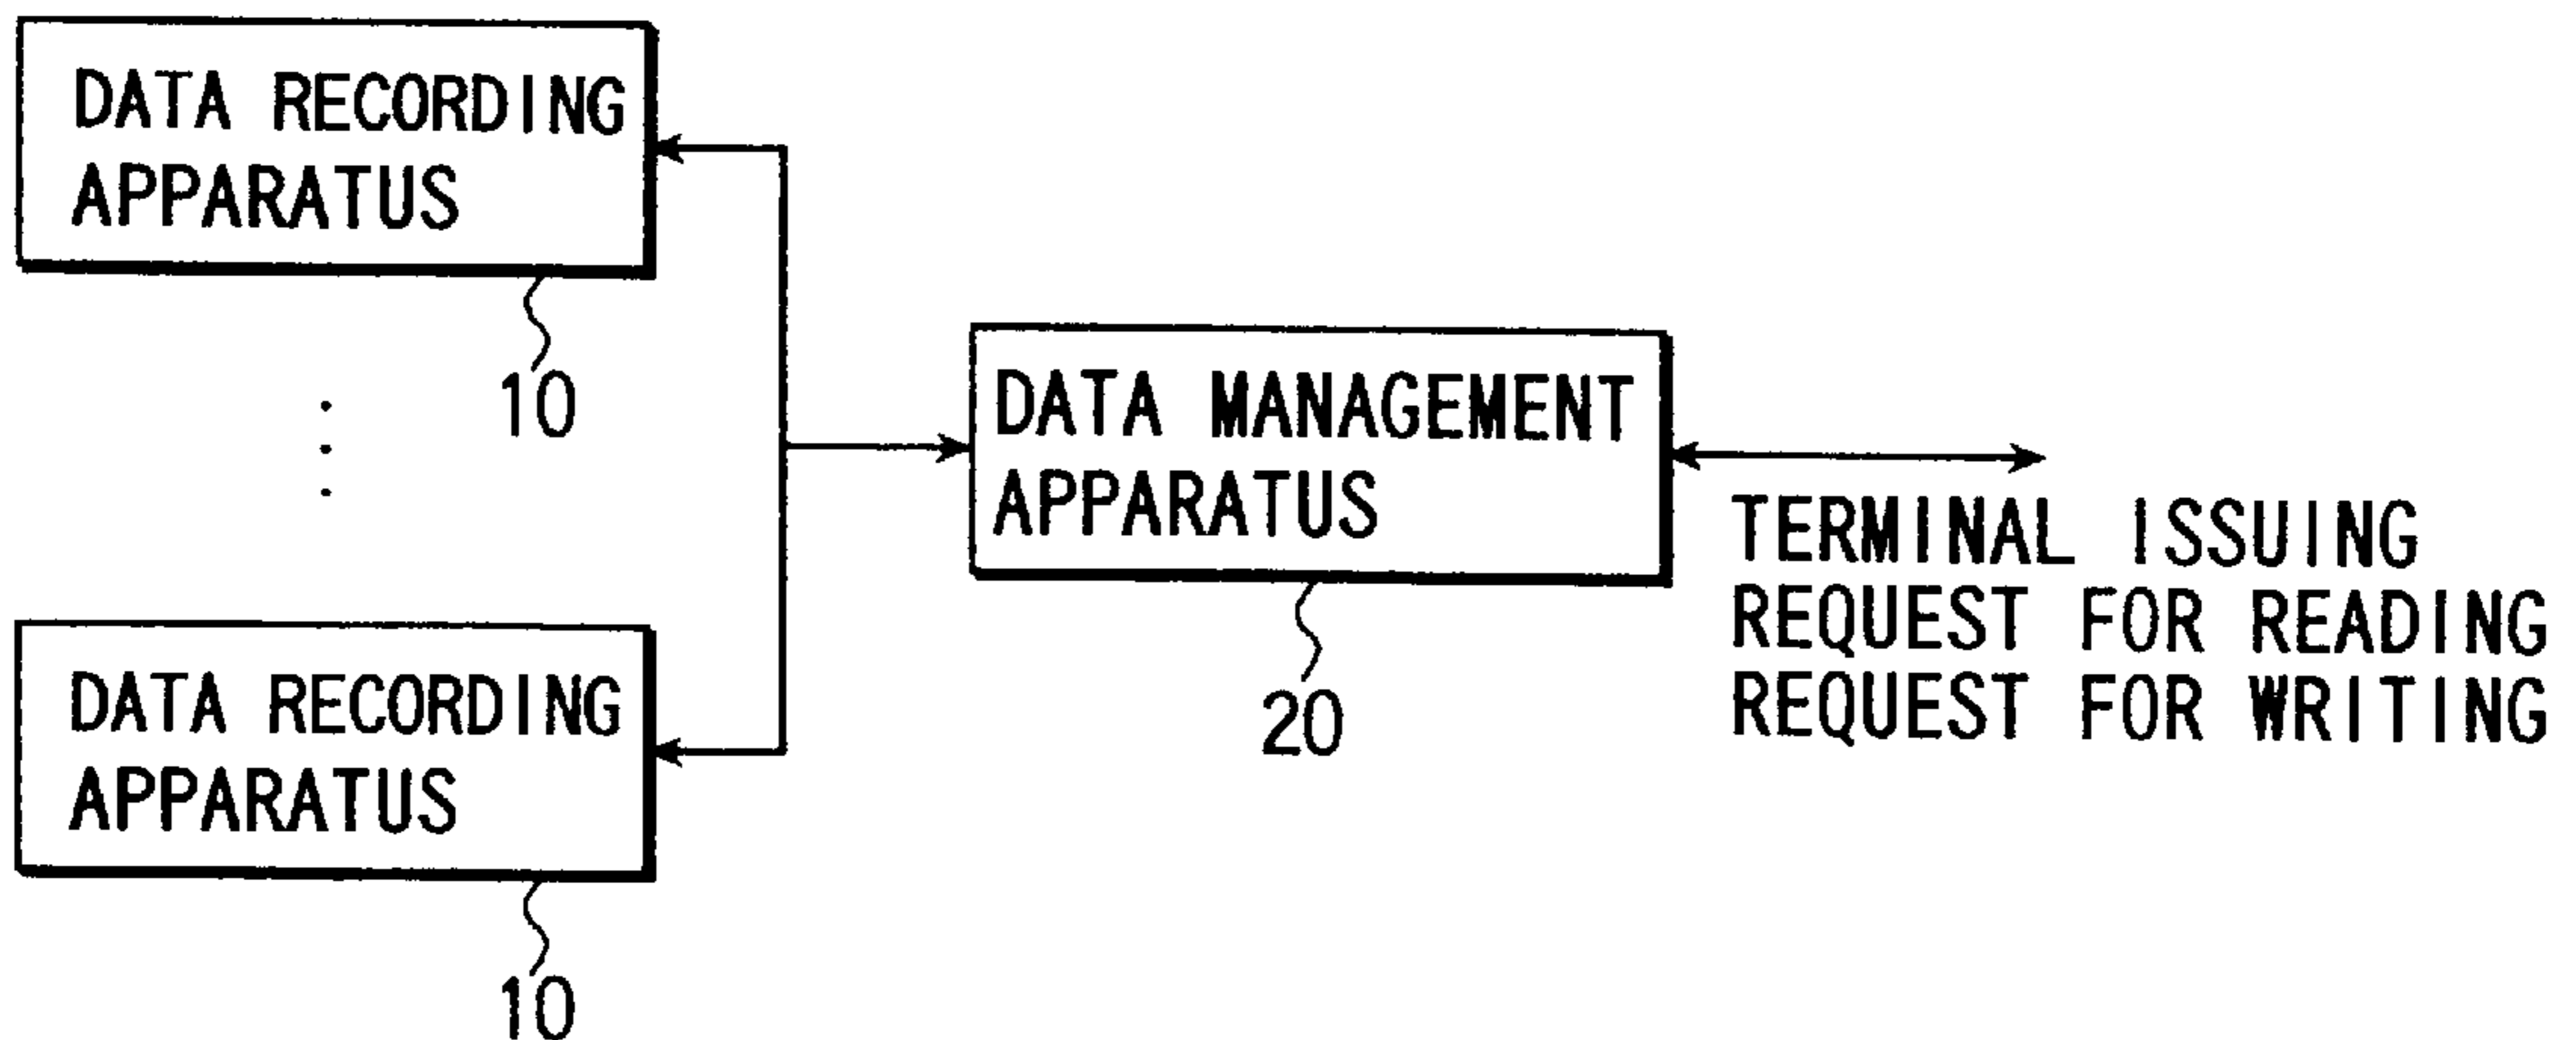 DATA RECORDING
APPARATUS
10
DATA MANAGEMENT
APPARATUS
20
TERMINAL ISSUING
REQUEST FOR READING
REQUEST FOR WRITING
DATA RECORDING
APPARATUS
10